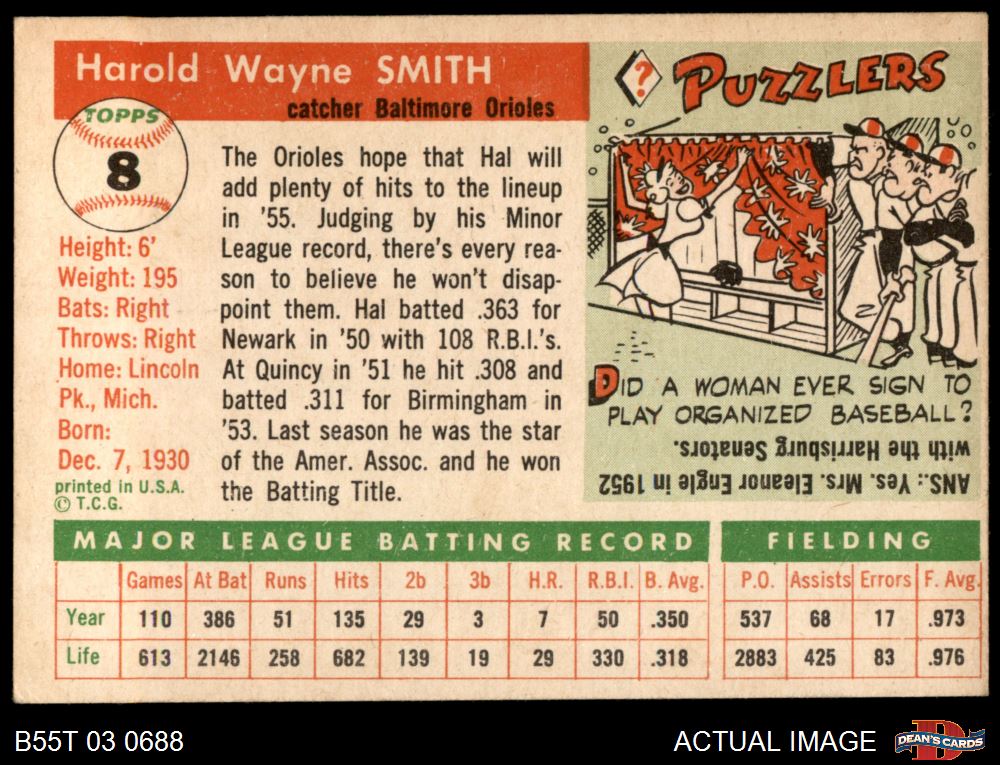 Harold Wayne SMITH
catcher Baltimore Orioles
TOPPS
8
Height: 6'
Weight: 195
Bats: Right
Throws: Right
Home: Lincoln
Pk., Mich.
Born:
Dec. 7, 1930
printed in U.S.A.
© T.C.G.
The Orioles hope that Hal will
add plenty of hits to the lineup
in '55. Judging by his Minor
League record, there's every rea-
son to believe he won't disap-
point them. Hal batted .363 for
Newark in '50 with 108 R.B.I.'s.
At Quincy in '51 he hit .308 and
batted .311 for Birmingham in
'53. Last season he was the star
of the Amer. Assoc. and he won
the Batting Title.
? PUZZLERS
DID A WOMAN EVER SIGN TO
PLAY ORGANIZED BASEBALL?
ANS.: Yes. Mrs. Eleanor Engle in 1952
with the Harrisburg Senators.
MAJOR LEAGUE BATTING RECORD FIELDING
Games At Bat Runs Hits 2b 3b H.R. R.B.I. B. Avg. P.O. Assists Errors F. Avg.
Year 110 386 51 135 29 3 7 50 .350 537 68 17 .973
Life 613 2146 258 682 139 19 29 330 .318 2883 425 83 .976
B55T 03 0688
ACTUAL IMAGE
DEAN'S CARDS